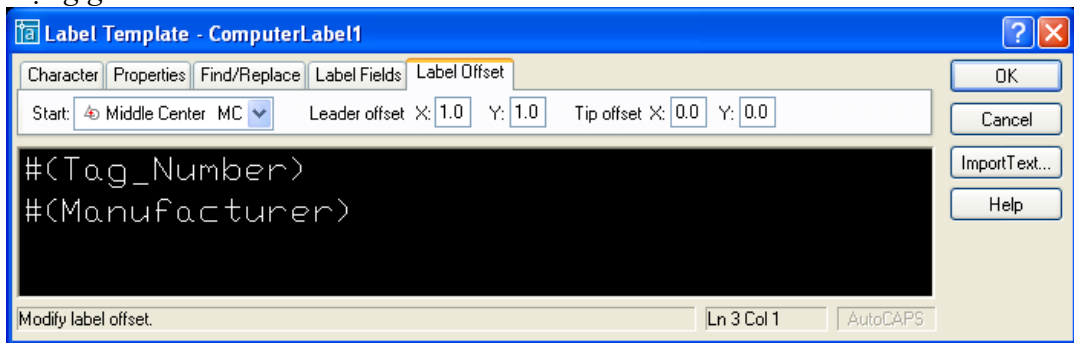 Label Template - ComputerLabel1
Character Properties Find/Replace Label Fields Label Offset
Start: Middle Center MC Leader offset X: 1.0 Y: 1.0 Tip offset X: 0.0 Y: 0.0
OK
Cancel
ImportText...
Help
#(Tag_Number)
#(Manufacturer)
Modify label offset. Ln 3 Col 1 AutoCAPS